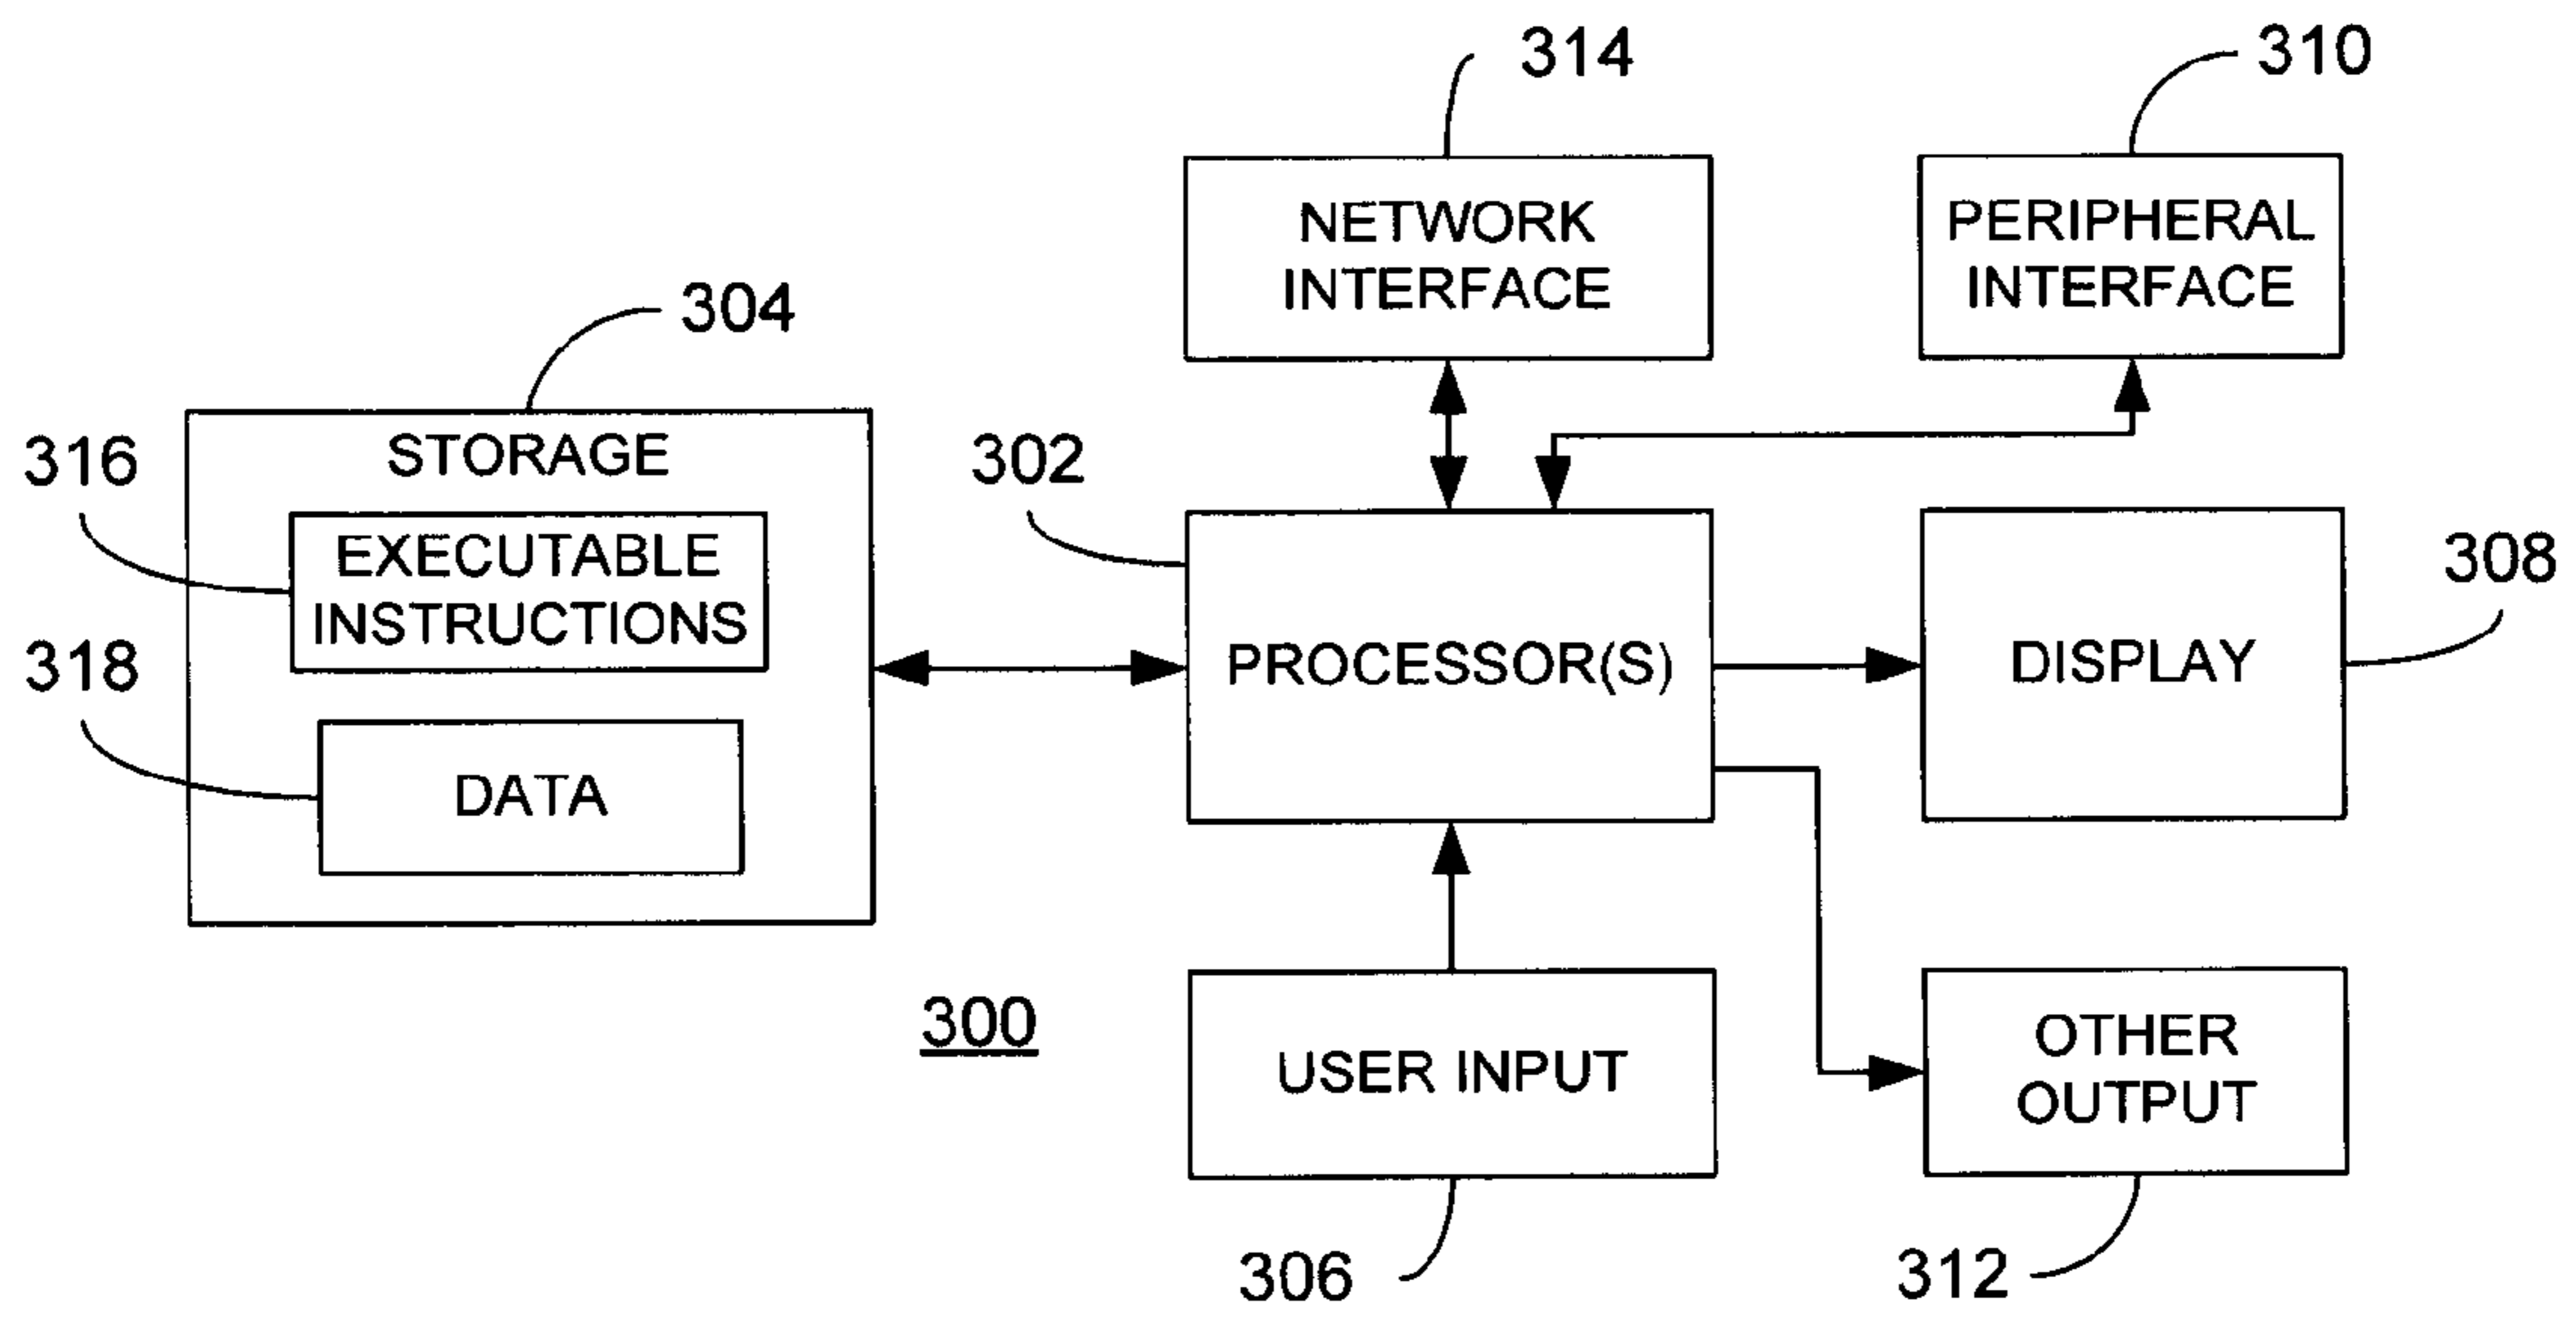 314
310
NETWORK
INTERFACE
PERIPHERAL
INTERFACE
304
STORAGE
316
EXECUTABLE
INSTRUCTIONS
318
DATA
302
PROCESSOR(S)
DISPLAY
308
300
USER INPUT
OTHER
OUTPUT
306
312